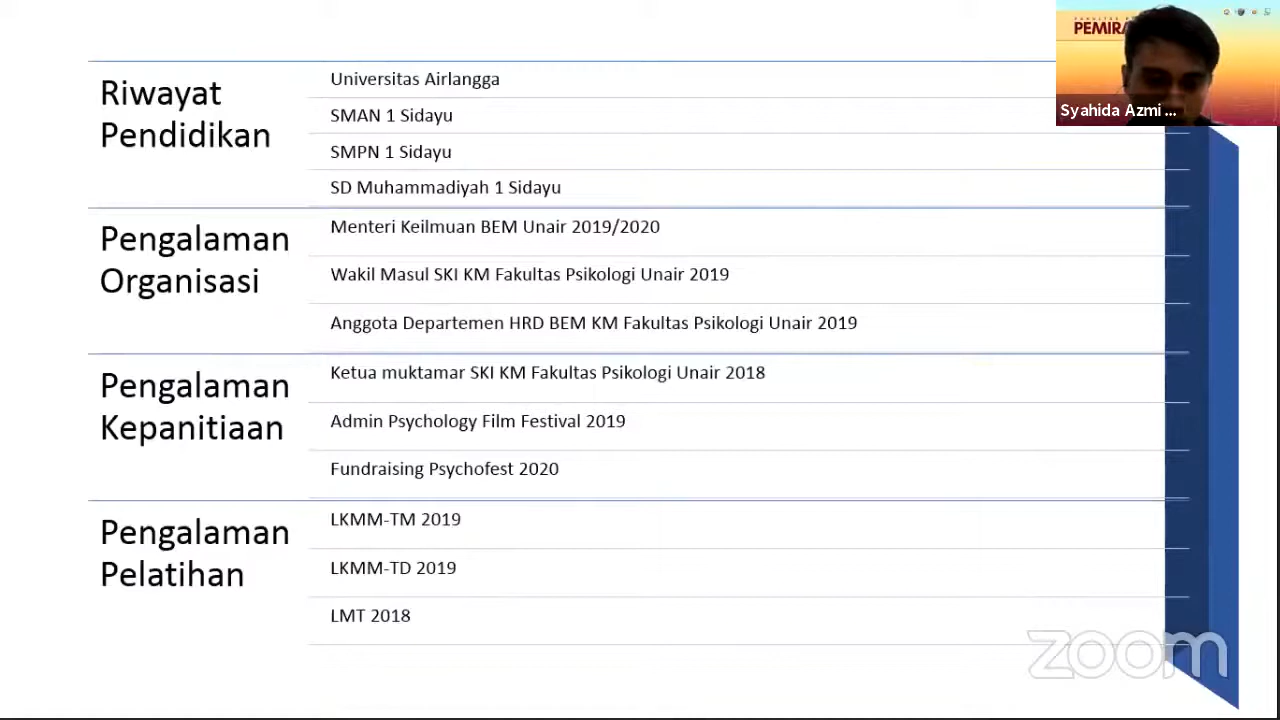 Riwayat
Pendidikan
Universitas Airlangga
SMAN 1 Sidayu
SMPN 1 Sidayu
SD Muhammadiyah 1 Sidayu
Pengalaman
Organisasi
Menteri Keilmuan BEM Unair 2019/2020
Wakil Masul SKI KM Fakultas Psikologi Unair 2019
Anggota Departemen HRD BEM KM Fakultas Psikologi Unair 2019
Pengalaman
Kepanitiaan
Ketua muktamar SKI KM Fakultas Psikologi Unair 2018
Admin Psychology Film Festival 2019
Fundraising Psychofest 2020
Pengalaman
Pelatihan
LKMM-TM 2019
LKMM-TD 2019
LMT 2018
PEMIRA
Syahida Azmi ...
zoom